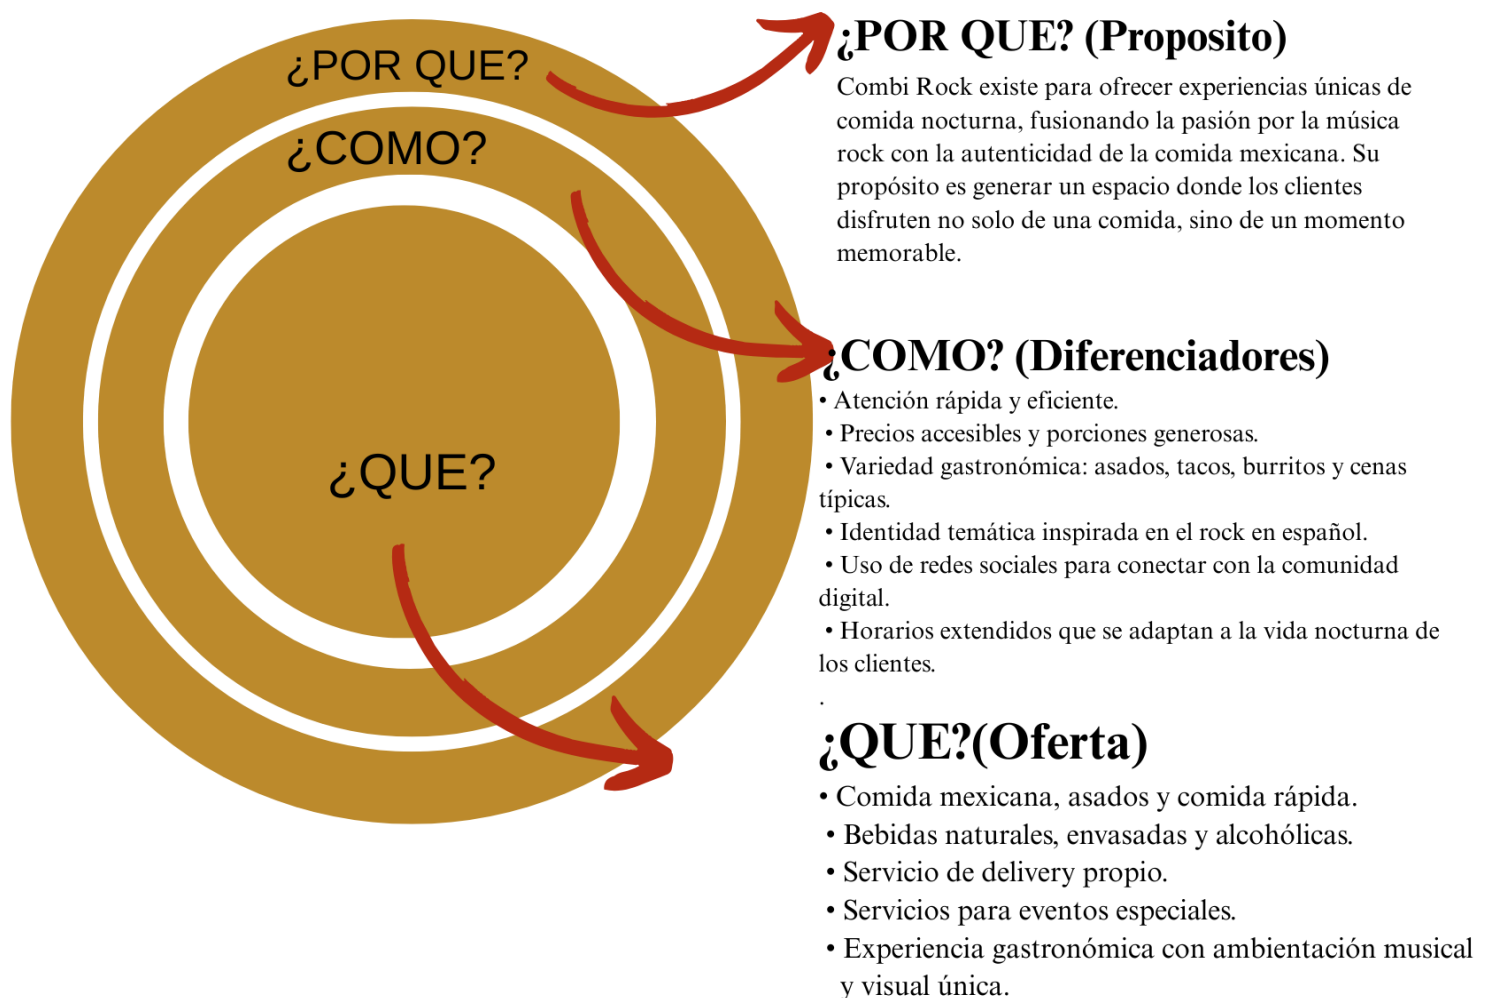 ¿POR QUE?
¿COMO?
¿QUE?
¿POR QUE? (Proposito)
Combi Rock existe para ofrecer experiencias únicas de
comida nocturna, fusionando la pasión por la música
rock con la autenticidad de la comida mexicana. Su
propósito es generar un espacio donde los clientes
disfruten no solo de una comida, sino de un momento
memorable.
¿COMO? (Diferenciadores)
• Atención rápida y eficiente.
• Precios accesibles y porciones generosas.
• Variedad gastronómica: asados, tacos, burritos y cenas
típicas.
• Identidad temática inspirada en el rock en español.
• Uso de redes sociales para conectar con la comunidad
digital.
• Horarios extendidos que se adaptan a la vida nocturna de
los clientes.
.
¿QUE?(Oferta)
• Comida mexicana, asados y comida rápida.
• Bebidas naturales, envasadas y alcohólicas.
• Servicio de delivery propio.
• Servicios para eventos especiales.
• Experiencia gastronómica con ambientación musical
y visual única.